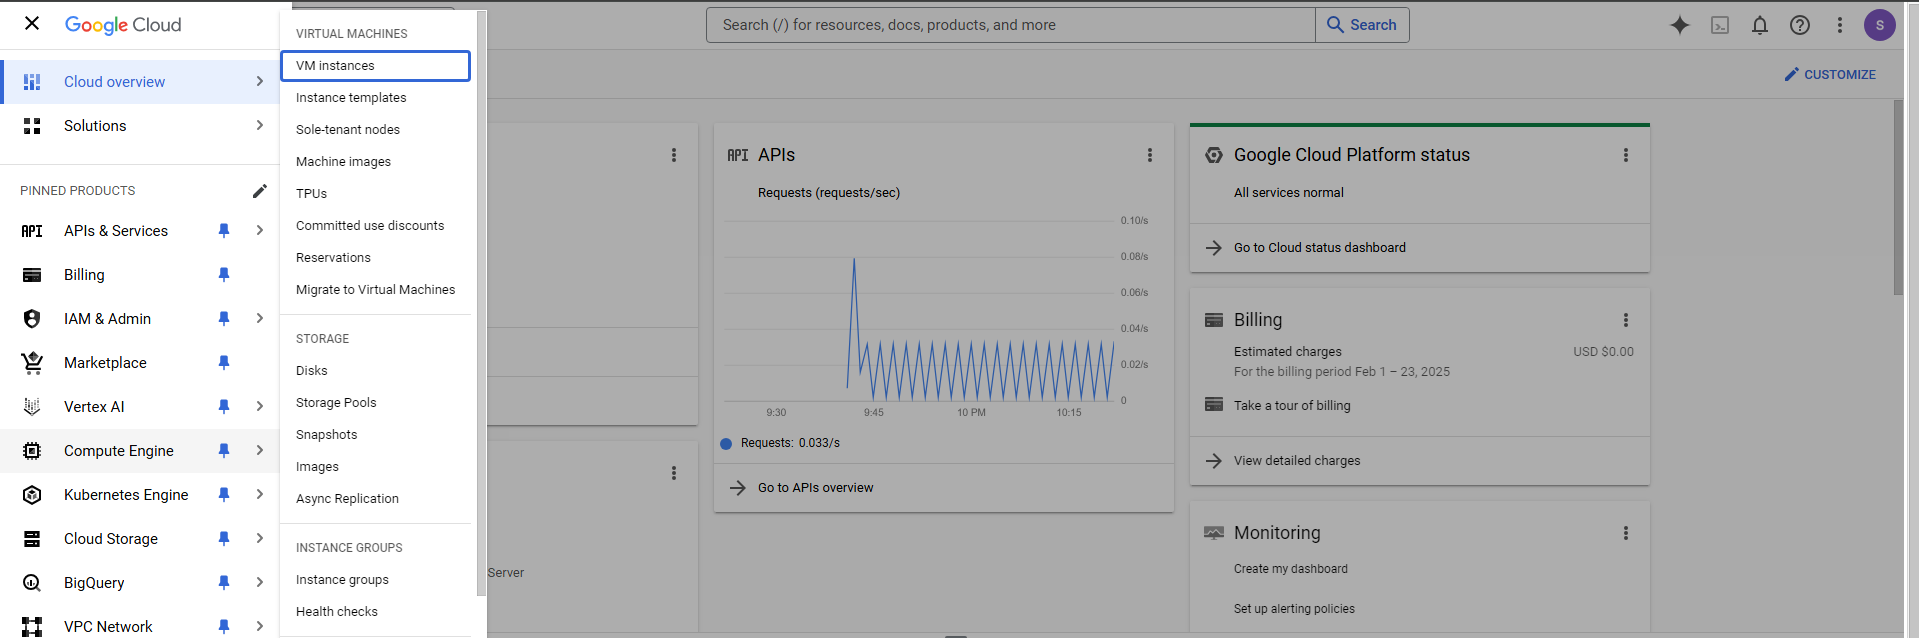 Google Cloud
Search (/) for resources, docs, products, and more
Search
S
Cloud overview
Solutions
PINNED PRODUCTS
API
APIs & Services
Billing
IAM & Admin
Marketplace
Vertex AI
Compute Engine
Kubernetes Engine
Cloud Storage
BigQuery
VPC Network
VIRTUAL MACHINES
VM instances
Instance templates
Sole-tenant nodes
Machine images
TPUs
Committed use discounts
Reservations
Migrate to Virtual Machines
STORAGE
Disks
Storage Pools
Snapshots
Images
Async Replication
INSTANCE GROUPS
Instance groups
Health checks
CUSTOMIZE
Server
API APIs
Requests (requests/sec)
0.10/s
0.08/s
0.06/s
0.04/s
0.02/s
0
9:30 9:45 10 PM 10:15
Requests: 0.033/s
Go to APIs overview
Google Cloud Platform status
All services normal
Go to Cloud status dashboard
Billing
Estimated charges USD $0.00
For the billing period Feb 1 – 23, 2025
Take a tour of billing
View detailed charges
Monitoring
Create my dashboard
Set up alerting policies